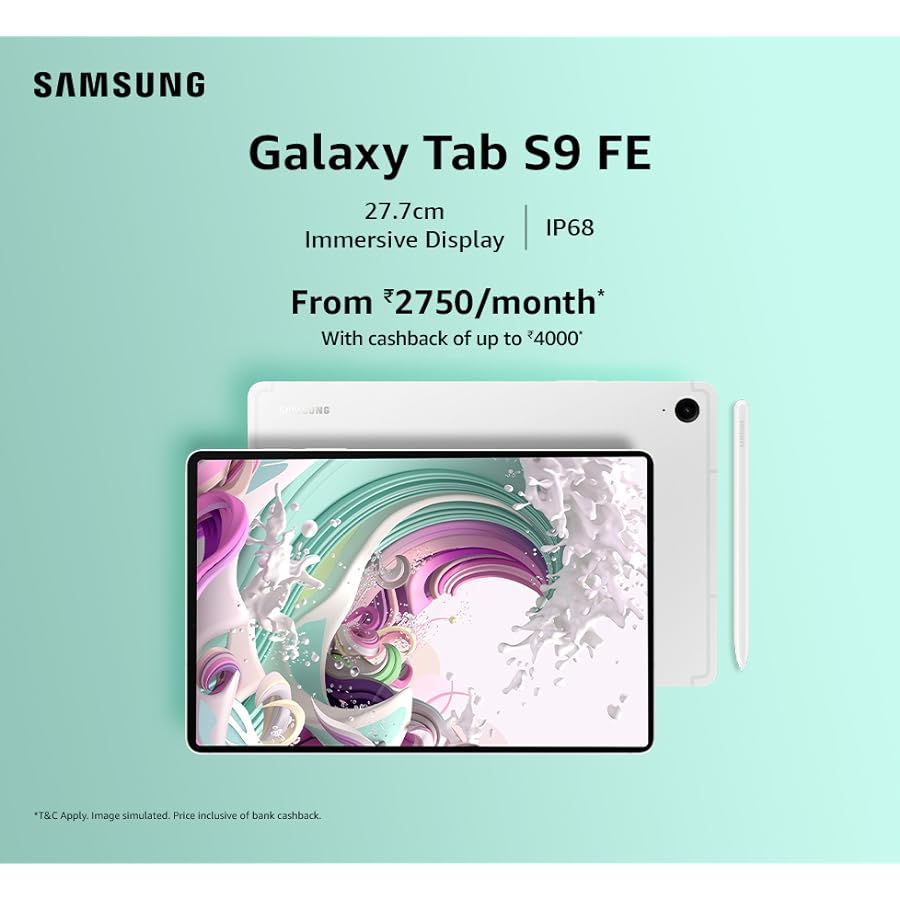 SAMSUNG
Galaxy Tab S9 FE
27.7cm
Immersive Display
IP68
From ₹2750/month*
With cashback of up to ₹4000*
SAMSUNG
*T&C Apply. Image simulated. Price inclusive of bank cashback.